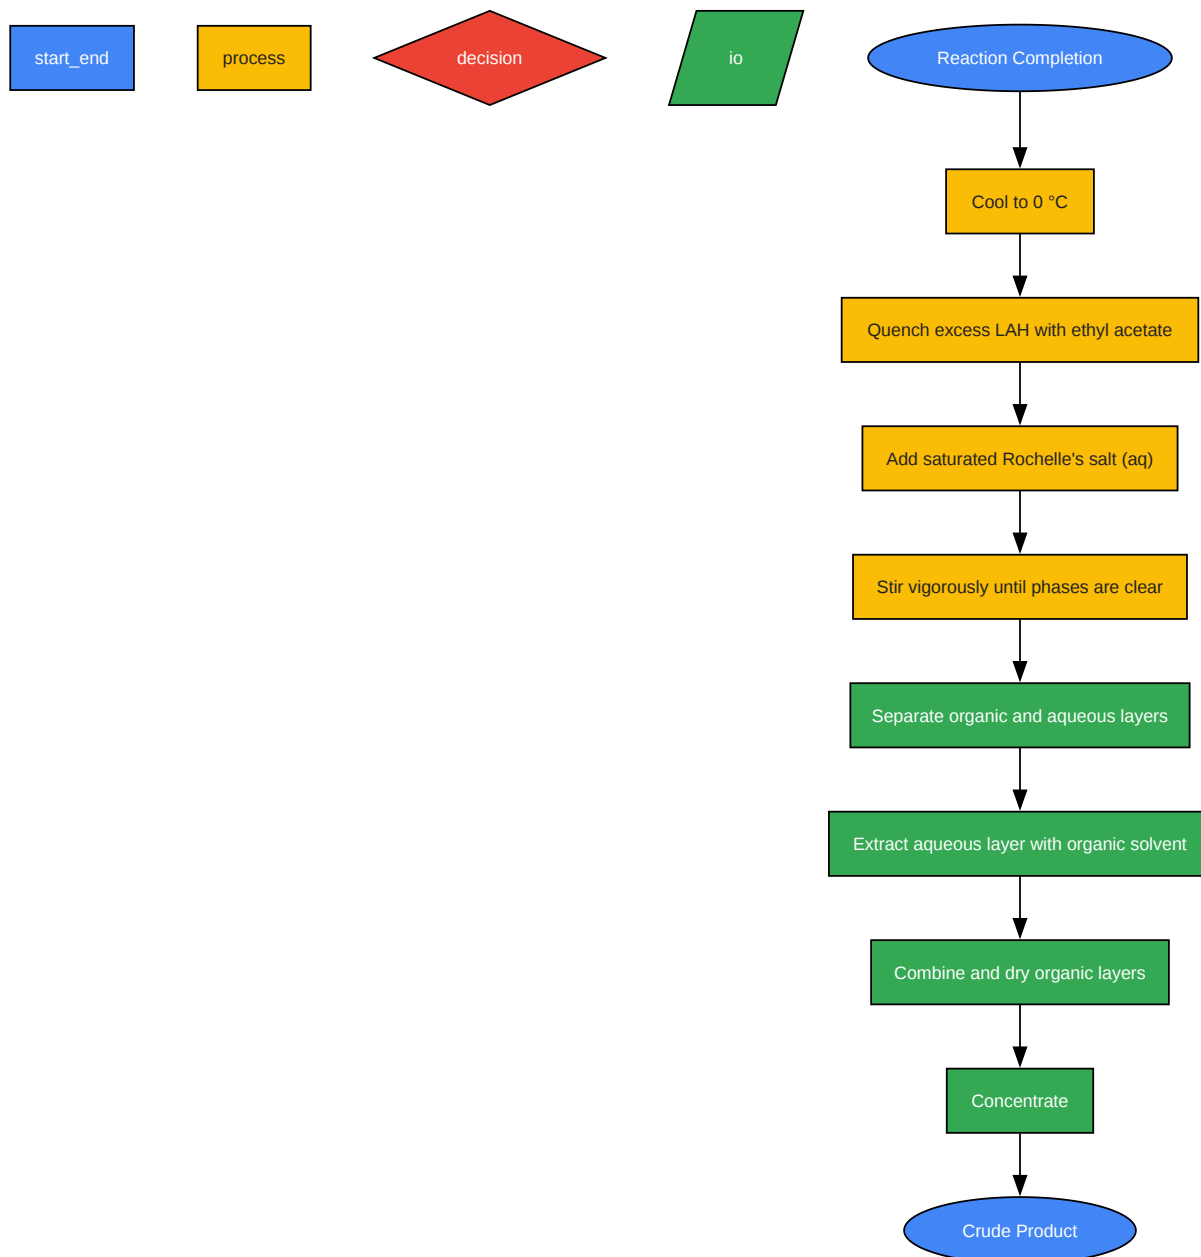 start_end
process
decision
io
Reaction Completion
Cool to 0 °C
Quench excess LAH with ethyl acetate
Add saturated Rochelle's salt (aq)
Stir vigorously until phases are clear
Separate organic and aqueous layers
Extract aqueous layer with organic solvent
Combine and dry organic layers
Concentrate
Crude Product